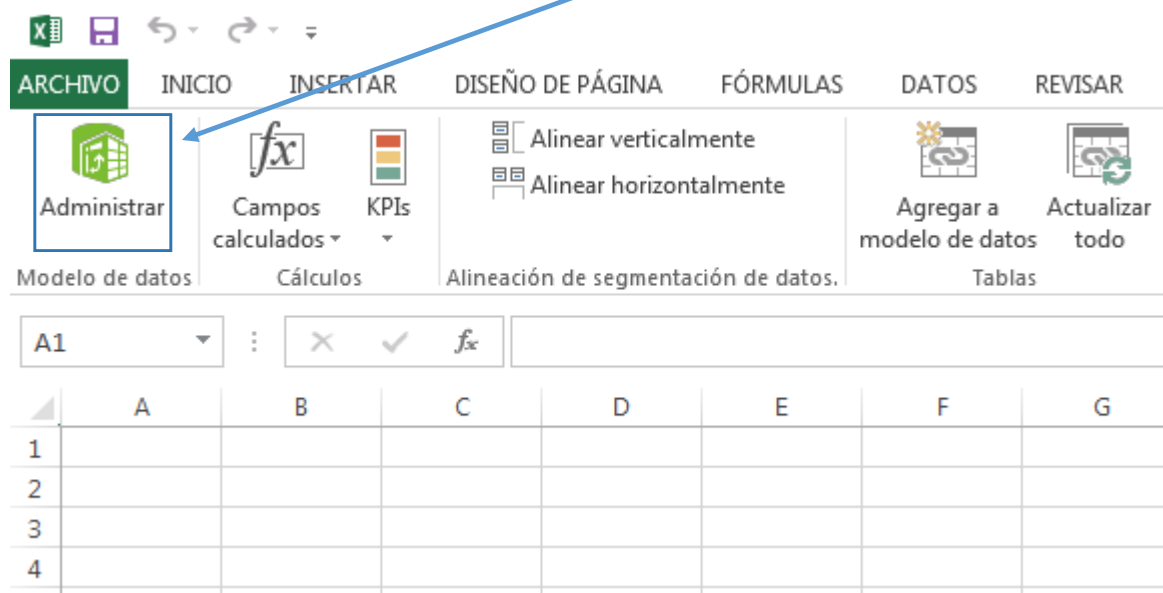 ARCHIVO INICIO INSERTAR DISEÑO DE PÁGINA FÓRMULAS DATOS REVISAR
Alinear verticalmente
Alinear horizontalmente
Administrar Campos calculados KPIs Agregar a modelo de datos Actualizar todo
Modelo de datos Cálculos Alineación de segmentación de datos. Tablas
A1 fx
A B C D E F G
1
2
3
4